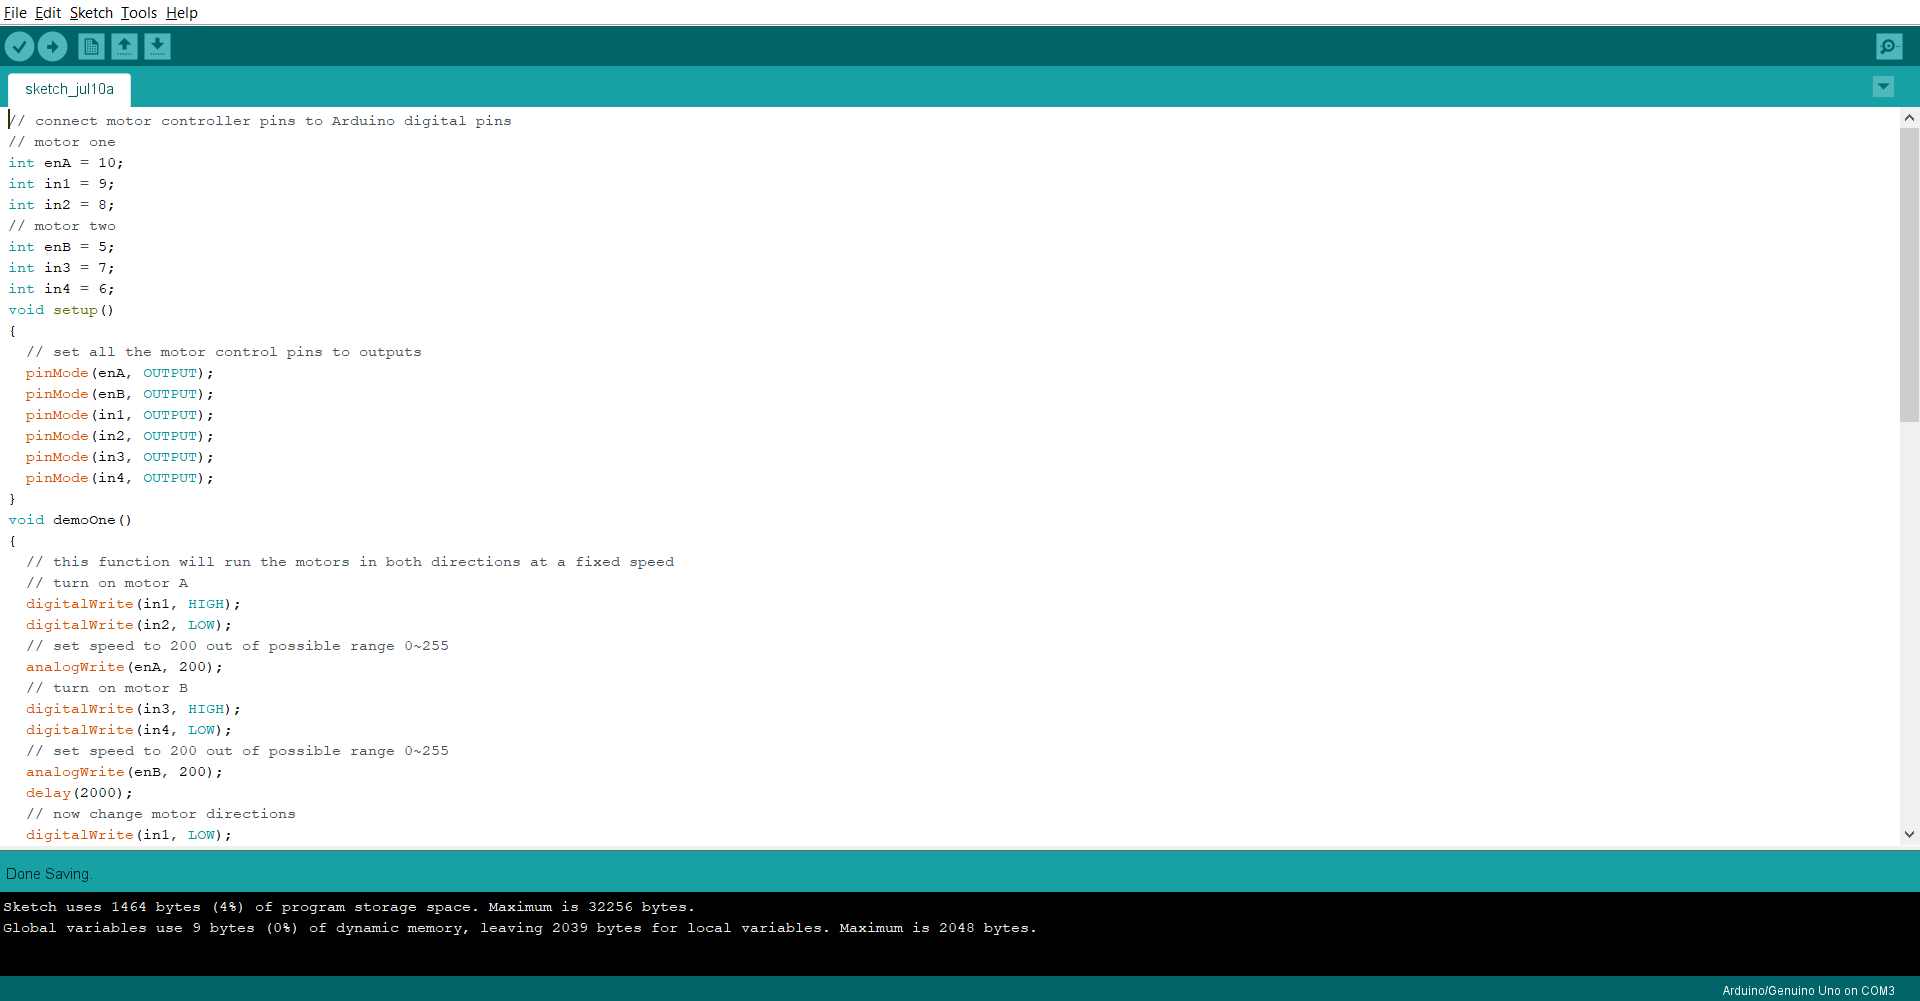 File Edit Sketch Tools Help
sketch_jul10a
// connect motor controller pins to Arduino digital pins
// motor one
int enA = 10;
int in1 = 9;
int in2 = 8;
// motor two
int enB = 5;
int in3 = 7;
int in4 = 6;
void setup()
{
  // set all the motor control pins to outputs
  pinMode(enA, OUTPUT);
  pinMode(enB, OUTPUT);
  pinMode(in1, OUTPUT);
  pinMode(in2, OUTPUT);
  pinMode(in3, OUTPUT);
  pinMode(in4, OUTPUT);
}
void demoOne()
{
  // this function will run the motors in both directions at a fixed speed
  // turn on motor A
  digitalWrite(in1, HIGH);
  digitalWrite(in2, LOW);
  // set speed to 200 out of possible range 0~255
  analogWrite(enA, 200);
  // turn on motor B
  digitalWrite(in3, HIGH);
  digitalWrite(in4, LOW);
  // set speed to 200 out of possible range 0~255
  analogWrite(enB, 200);
  delay(2000);
  // now change motor directions
  digitalWrite(in1, LOW);
Done Saving.
Sketch uses 1464 bytes (4%) of program storage space. Maximum is 32256 bytes.
Global variables use 9 bytes (0%) of dynamic memory, leaving 2039 bytes for local variables. Maximum is 2048 bytes.
Arduino/Genuino Uno on COM3